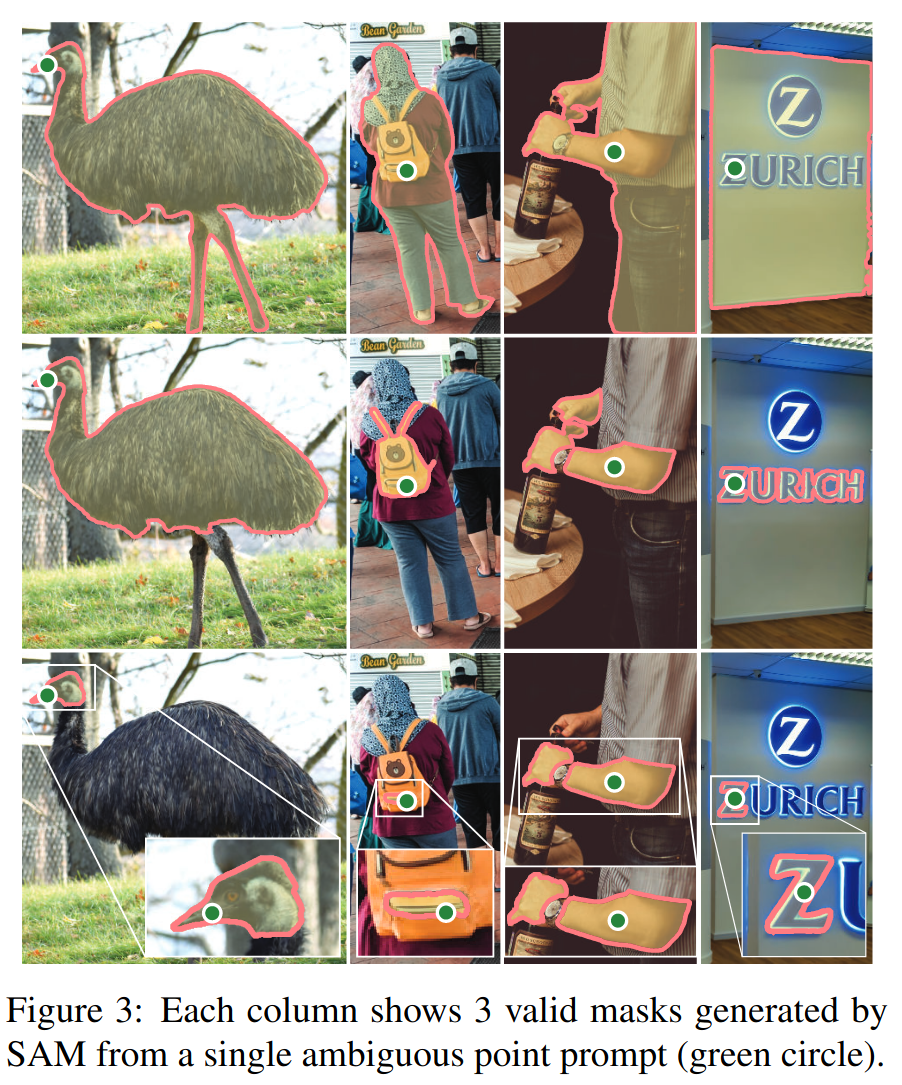 Bean Garden
Z
ZURICH
Bean Garden
Z
ZURICH
Bean Garden
Z
ZURICH
Z
U
Figure 3: Each column shows 3 valid masks generated by
SAM from a single ambiguous point prompt (green circle).